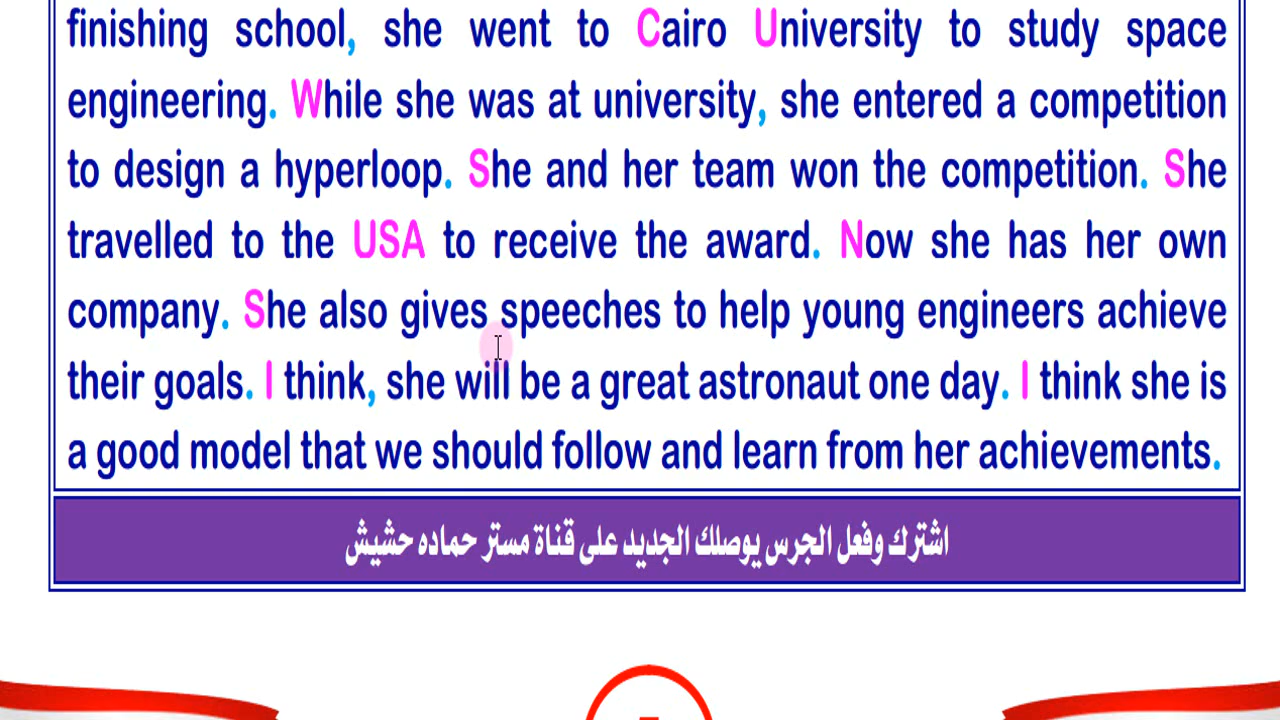 finishing school, she went to Cairo University to study space
engineering. While she was at university, she entered a competition
to design a hyperloop. She and her team won the competition. She
travelled to the USA to receive the award. Now she has her own
company. She also gives speeches to help young engineers achieve
their goals. I think, she will be a great astronaut one day. I think she is
a good model that we should follow and learn from her achievements.
اشترك وفعل الجرس يوصلك الجديد على قناة مستر حماده حشيش